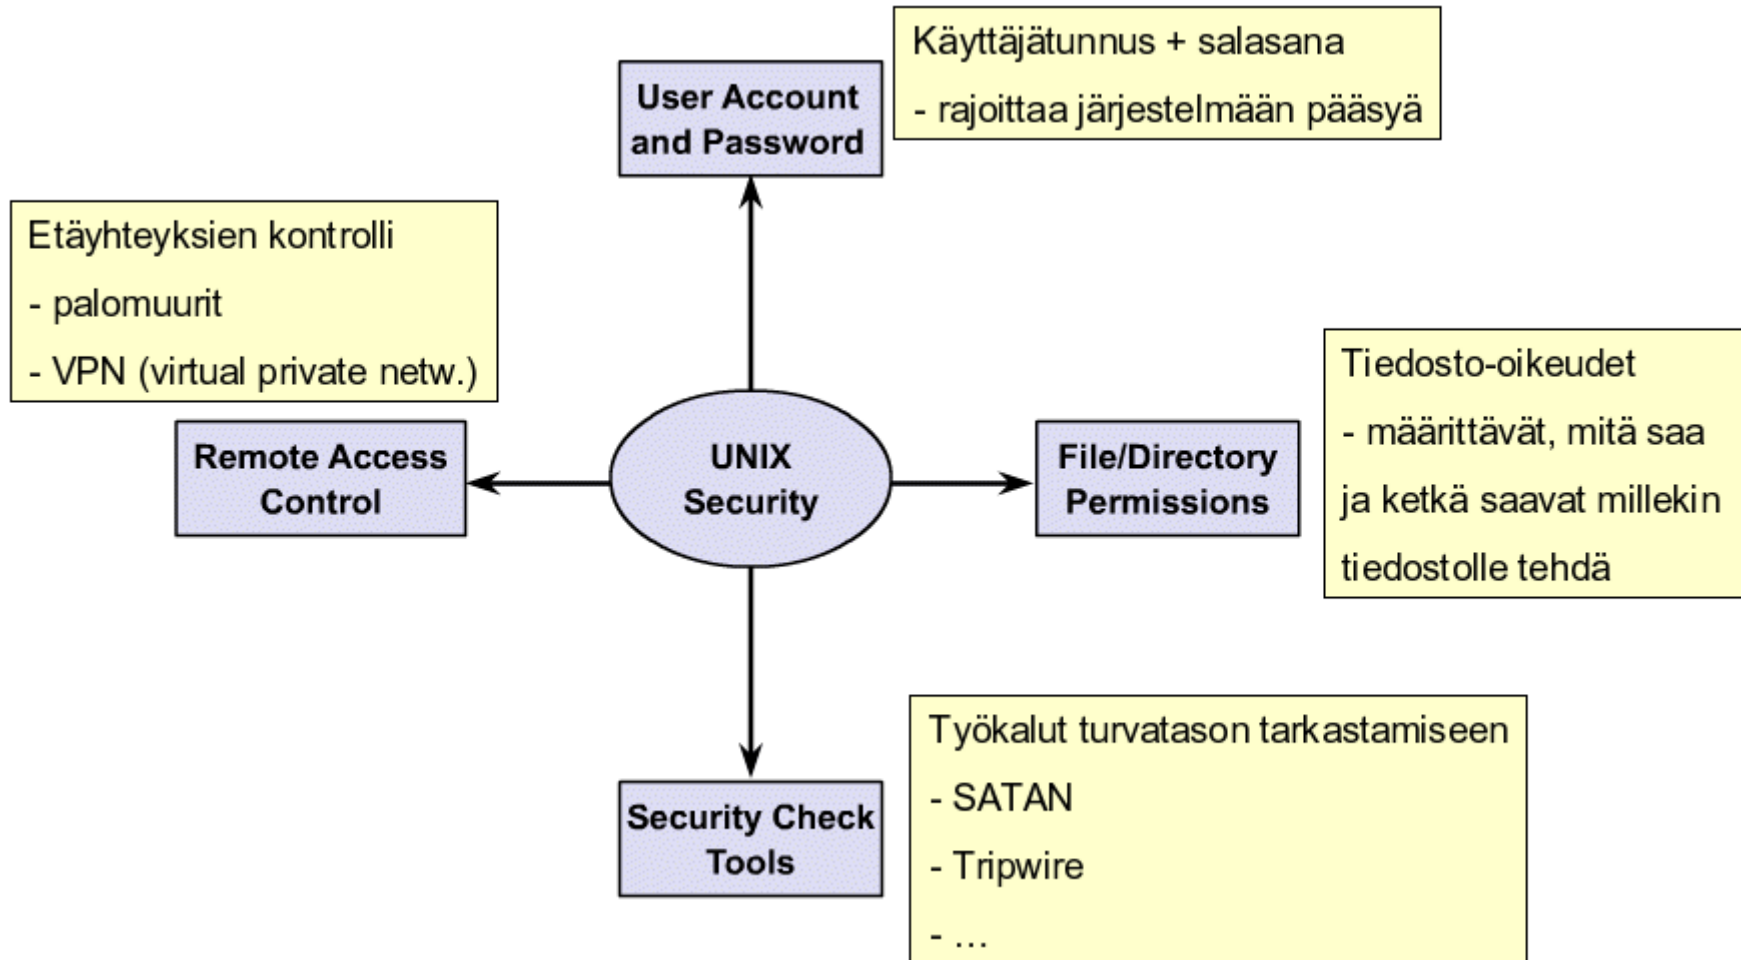 User Account
and Password
Käyttäjätunnus + salasana
- rajoittaa järjestelmään pääsyä
Etäyhteyksien kontrolli
- palomuurit
- VPN (virtual private netw.)
Remote Access
Control
UNIX
Security
File/Directory
Permissions
Tiedosto-oikeudet
- määrittävät, mitä saa
ja ketkä saavat millekin
tiedostolle tehdä
Security Check
Tools
Työkalut turvatason tarkastamiseen
- SATAN
- Tripwire
- ...